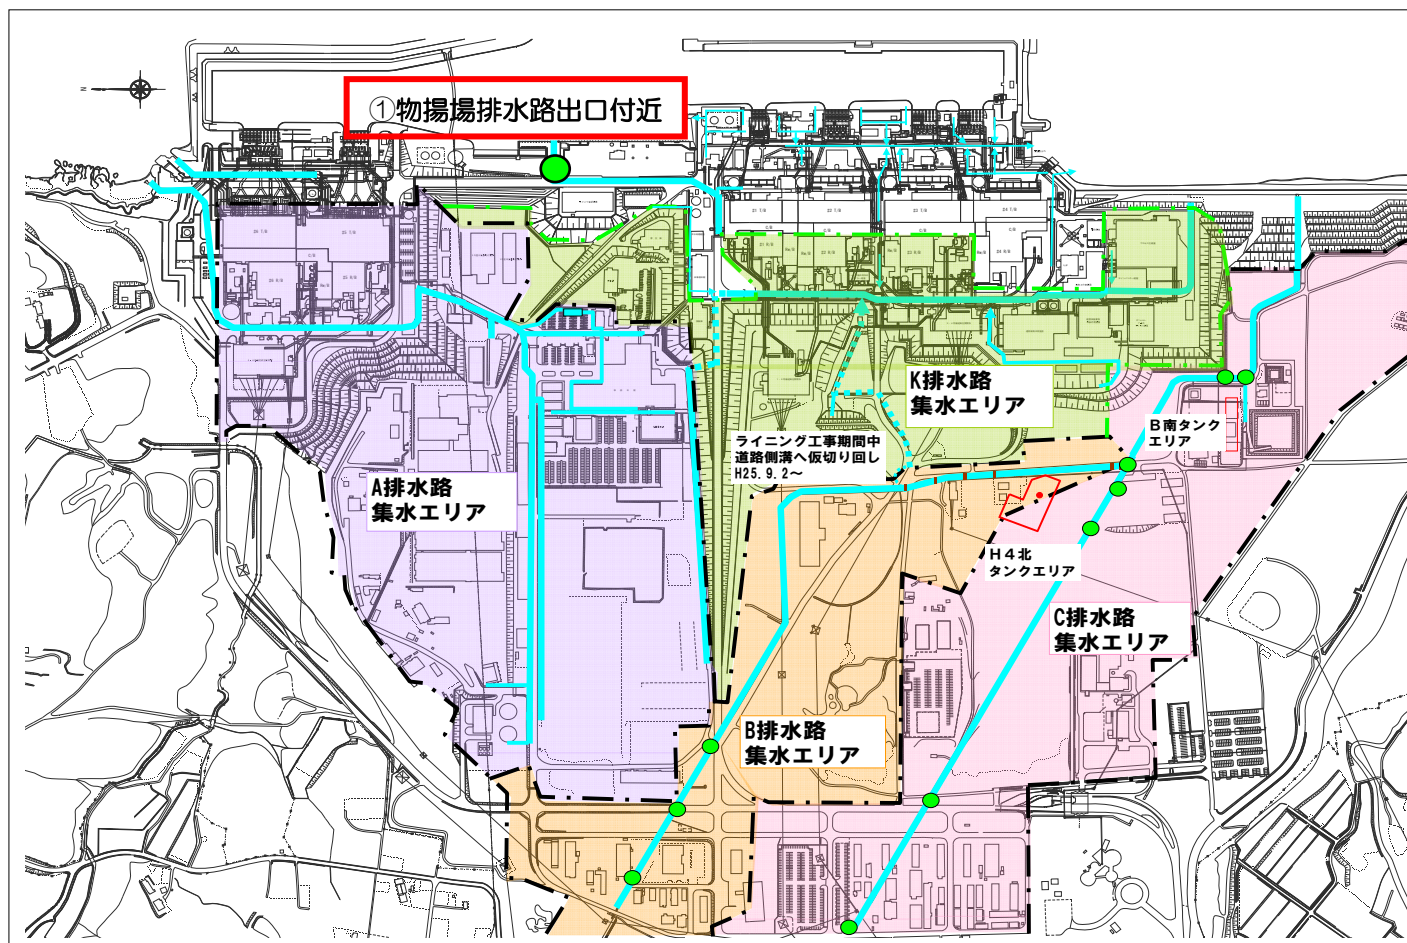 N
①物揚場排水路出口付近
K排水路
集水エリア
B南タンク
エリア
ライニング工事期間中
道路側溝へ仮切り回し
H25.9.2～
A排水路
集水エリア
H4北
タンクエリア
C排水路
集水エリア
B排水路
集水エリア